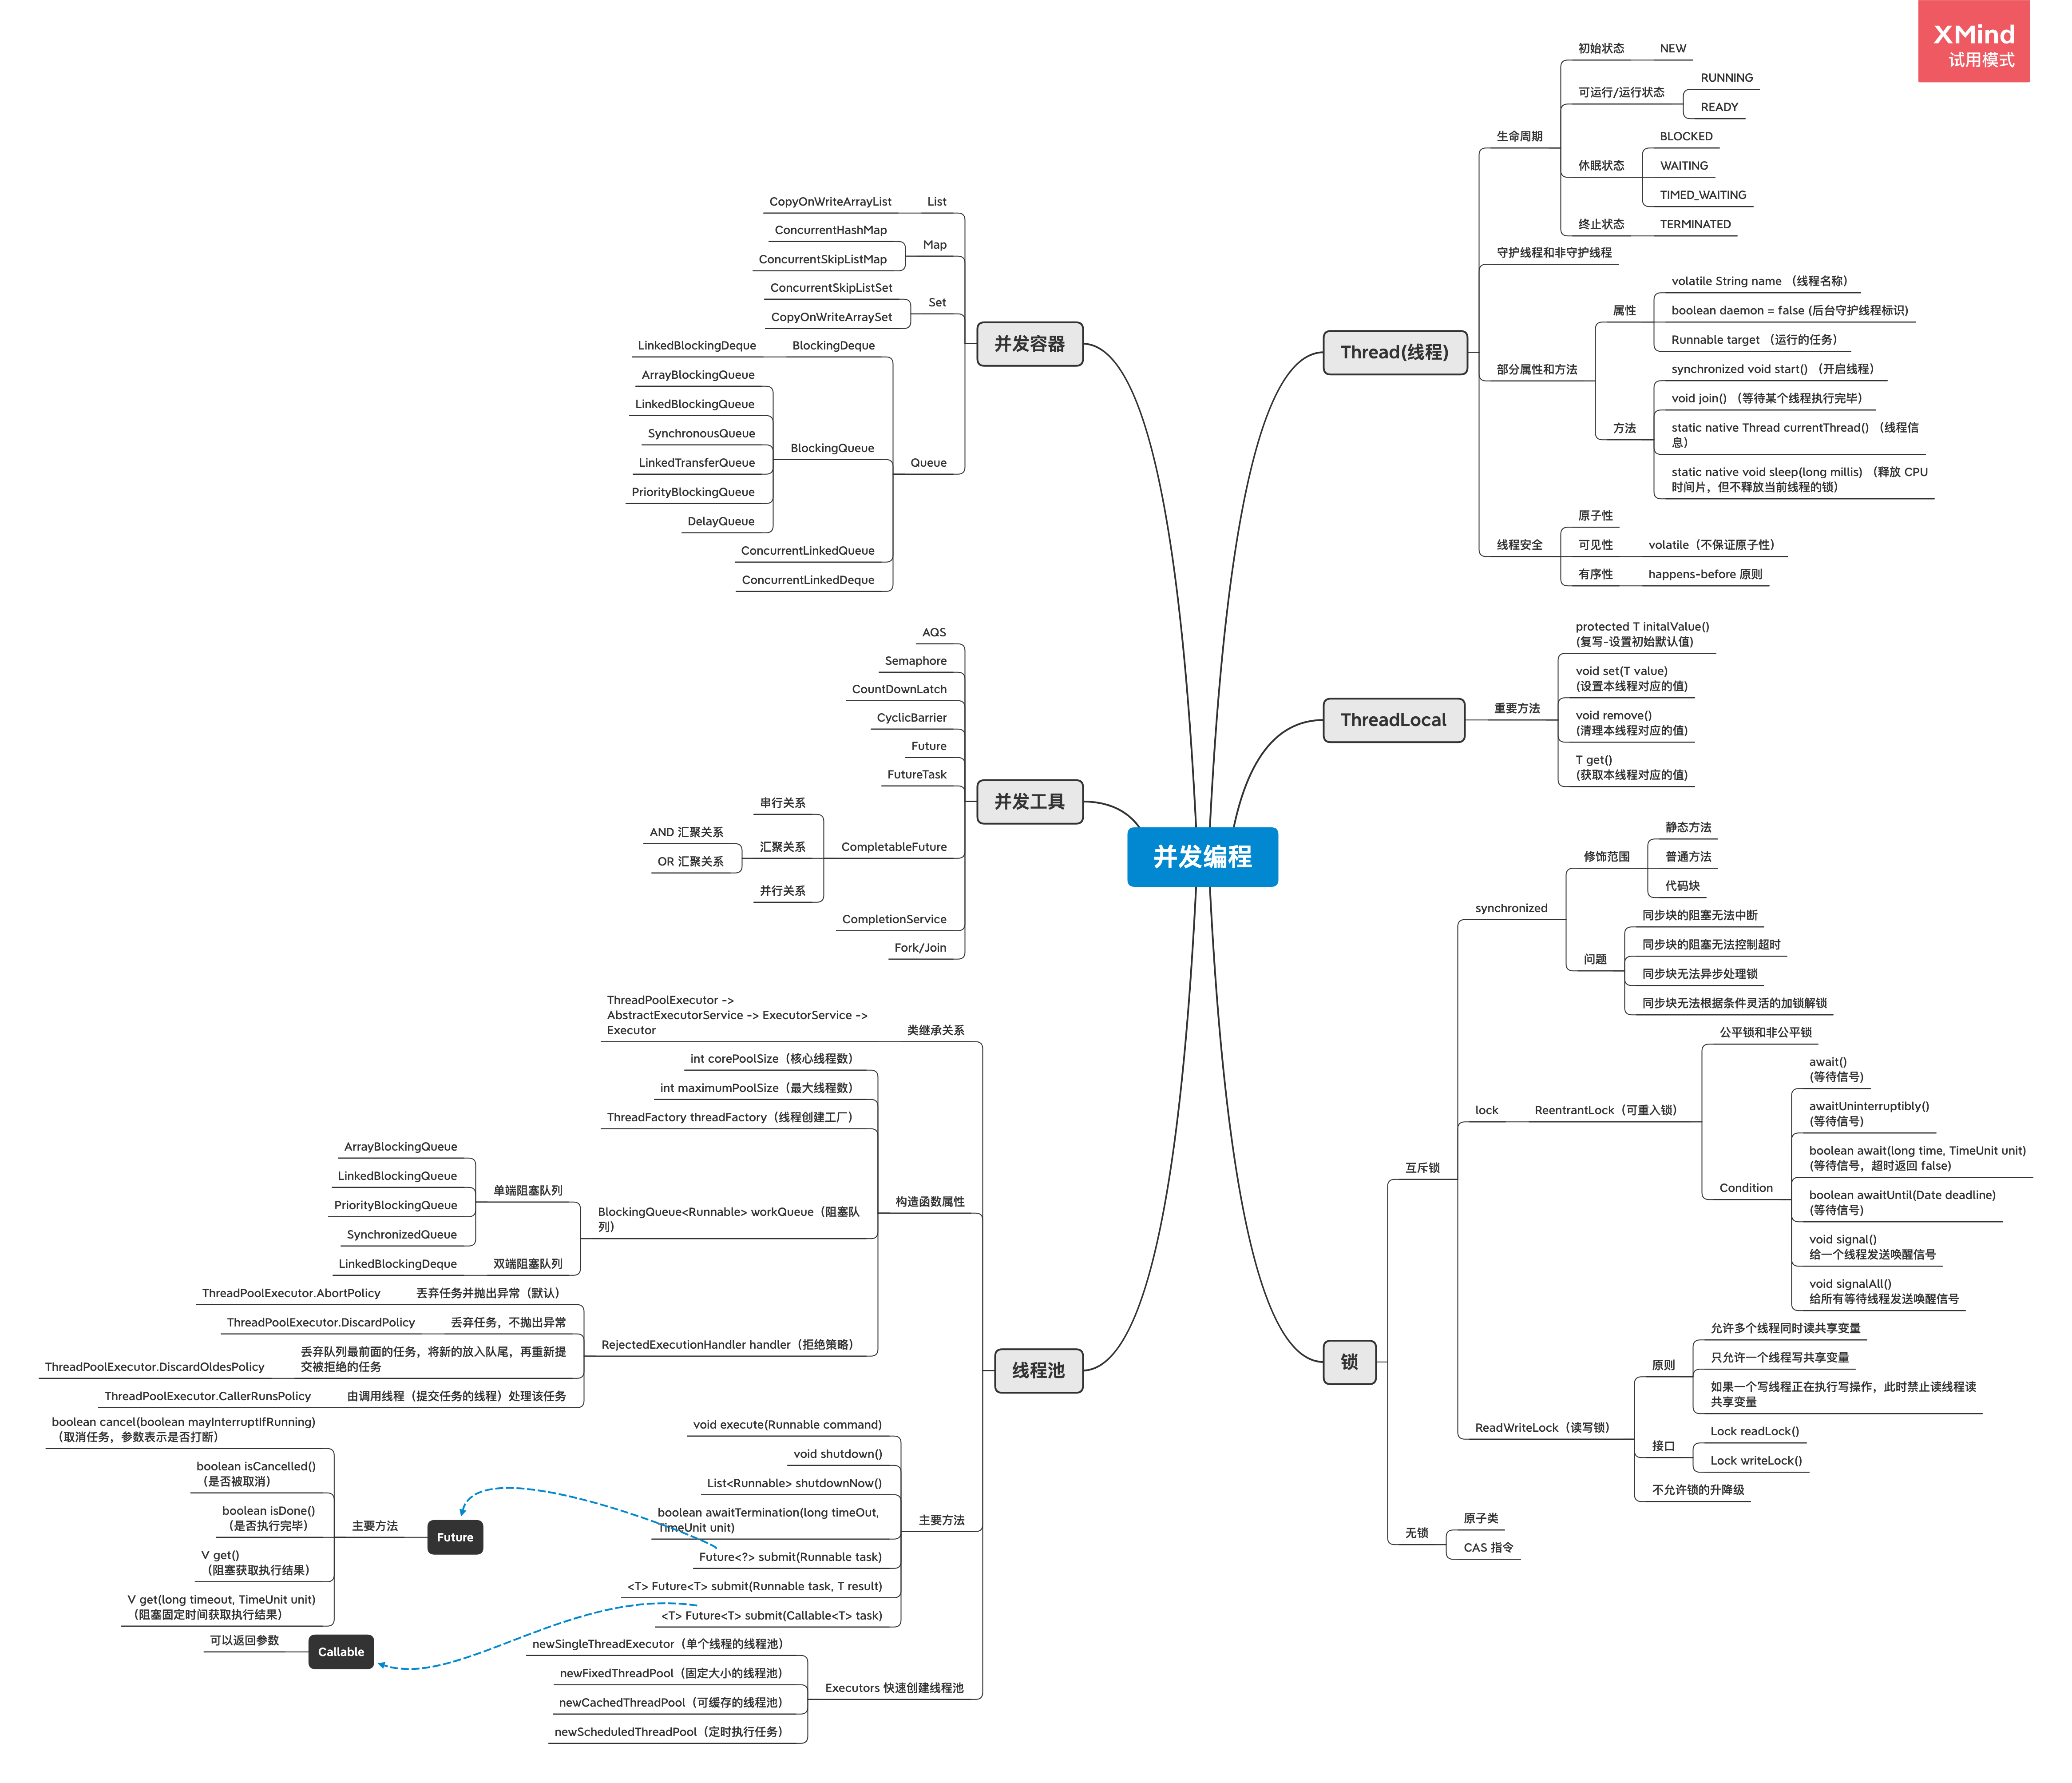 XMind
试用模式
并发编程
Thread(线程)
生命周期
初始状态
NEW
可运行/运行状态
RUNNING
READY
休眠状态
BLOCKED
WAITING
TIMED_WAITING
终止状态
TERMINATED
守护线程和非守护线程
部分属性和方法
属性
volatile String name （线程名称）
boolean daemon = false (后台守护线程标识)
Runnable target （运行的任务）
方法
synchronized void start() （开启线程）
void join() （等待某个线程执行完毕）
static native Thread currentThread() （线程信
息）
static native void sleep(long millis) （释放 CPU
时间片，但不释放当前线程的锁）
线程安全
原子性
可见性
volatile（不保证原子性）
有序性
happens-before 原则
ThreadLocal
重要方法
protected T initalValue()
(复写-设置初始默认值)
void set(T value)
(设置本线程对应的值)
void remove()
(清理本线程对应的值)
T get()
(获取本线程对应的值)
锁
互斥锁
synchronized
修饰范围
静态方法
普通方法
代码块
问题
同步块的阻塞无法中断
同步块的阻塞无法控制超时
同步块无法异步处理锁
同步块无法根据条件灵活的加锁解锁
lock
ReentrantLock（可重入锁）
公平锁和非公平锁
Condition
await()
(等待信号)
awaitUninterruptibly()
(等待信号)
boolean await(long time, TimeUnit unit)
(等待信号，超时返回 false)
boolean awaitUntil(Date deadline)
(等待信号)
void signal()
给一个线程发送唤醒信号
void signalAll()
给所有等待线程发送唤醒信号
ReadWriteLock（读写锁）
原则
允许多个线程同时读共享变量
只允许一个线程写共享变量
如果一个写线程正在执行写操作，此时禁止读线程读
共享变量
接口
Lock readLock()
Lock writeLock()
不允许锁的升降级
无锁
原子类
CAS 指令
并发容器
List
CopyOnWriteArrayList
Map
ConcurrentHashMap
ConcurrentSkipListMap
Set
ConcurrentSkipListSet
CopyOnWriteArraySet
Queue
BlockingDeque
LinkedBlockingDeque
BlockingQueue
ArrayBlockingQueue
LinkedBlockingQueue
SynchronousQueue
LinkedTransferQueue
PriorityBlockingQueue
DelayQueue
ConcurrentLinkedQueue
ConcurrentLinkedDeque
并发工具
AQS
Semaphore
CountDownLatch
CyclicBarrier
Future
FutureTask
CompletableFuture
串行关系
汇聚关系
AND 汇聚关系
OR 汇聚关系
并行关系
CompletionService
Fork/Join
线程池
类继承关系
ThreadPoolExecutor ->
AbstractExecutorService -> ExecutorService ->
Executor
构造函数属性
int corePoolSize（核心线程数）
int maximumPoolSize（最大线程数）
ThreadFactory threadFactory（线程创建工厂）
BlockingQueue<Runnable> workQueue（阻塞队
列）
单端阻塞队列
ArrayBlockingQueue
LinkedBlockingQueue
PriorityBlockingQueue
SynchronizedQueue
双端阻塞队列
LinkedBlockingDeque
RejectedExecutionHandler handler（拒绝策略）
丢弃任务并抛出异常（默认）
ThreadPoolExecutor.AbortPolicy
丢弃任务，不抛出异常
ThreadPoolExecutor.DiscardPolicy
丢弃队列最前面的任务，将新的放入队尾，再重新提
交被拒绝的任务
ThreadPoolExecutor.DiscardOldesPolicy
由调用线程（提交任务的线程）处理该任务
ThreadPoolExecutor.CallerRunsPolicy
主要方法
void execute(Runnable command)
void shutdown()
List<Runnable> shutdownNow()
boolean awaitTermination(long timeOut,
TimeUnit unit)
Future<?> submit(Runnable task)
<T> Future<T> submit(Runnable task, T result)
<T> Future<T> submit(Callable<T> task)
Executors 快速创建线程池
newSingleThreadExecutor（单个线程的线程池）
newFixedThreadPool（固定大小的线程池）
newCachedThreadPool（可缓存的线程池）
newScheduledThreadPool（定时执行任务）
Future
主要方法
boolean cancel(boolean mayInterruptIfRunning)
（取消任务，参数表示是否打断）
boolean isCancelled()
（是否被取消）
boolean isDone()
（是否执行完毕）
V get()
（阻塞获取执行结果）
V get(long timeout, TimeUnit unit)
（阻塞固定时间获取执行结果）
Callable
可以返回参数